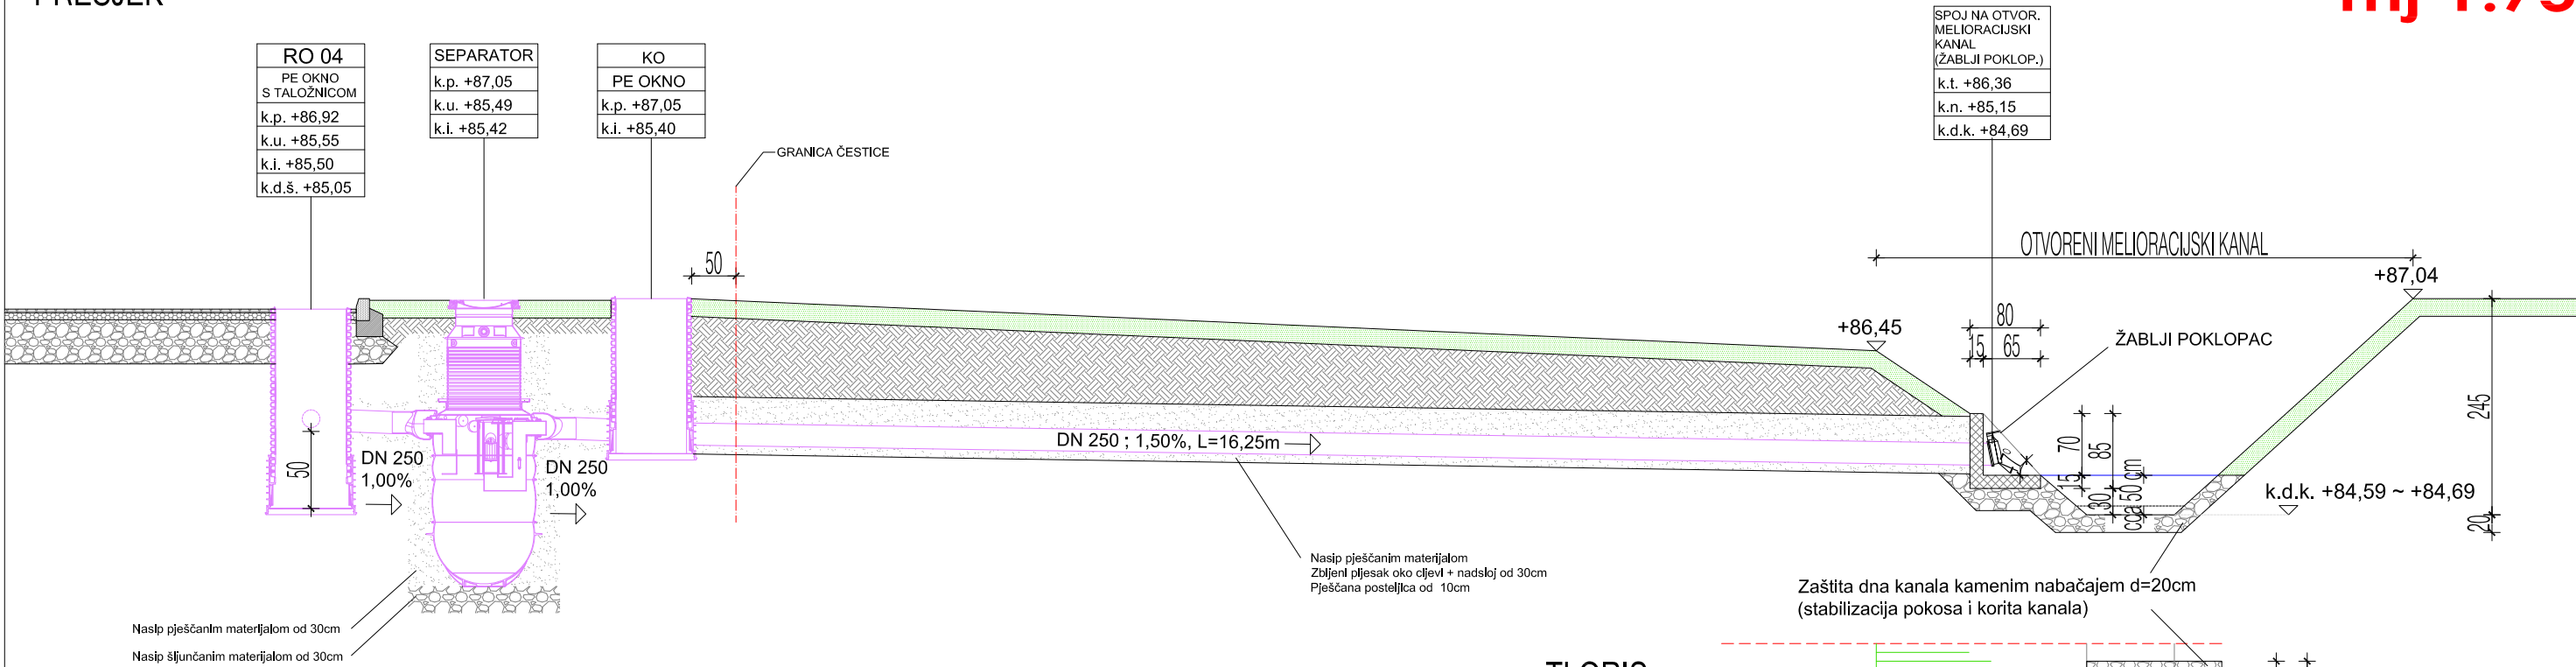 RO 04
PE OKNO
S TALOŽNICOM
k.p. +86,92
k.u. +85,55
k.i. +85,50
k.d.š. +85,05
SEPARATOR
k.p. +87,05
k.u. +85,49
k.i. +85,42
KO
PE OKNO
k.p. +87,05
k.i. +85,40
GRANICA ČESTICE
SPOJ NA OTVOR.
MELIORACIJSKI
KANAL
(ŽABLJI POKLOP.)
k.t. +86,36
k.n. +85,15
k.d.k. +84,69
OTVORENI MELIORACIJSKI KANAL
+87,04
50
+86,45
80
15
65
ŽABLJI POKLOPAC
245
70
85
15
30
cca 50 cm
20
k.d.k. +84,59 ~ +84,69
DN 250 ; 1,50%, L=16,25m
50
DN 250
1,00%
DN 250
1,00%
Nasip pješčanim materijalom
Zbijeni pijesak oko cijevi + nadsloj od 30cm
Pješčana posteljica od 10cm
Zaštita dna kanala kamenim nabačajem d=20cm
(stabilizacija pokosa i korita kanala)
Nasip pješčanim materijalom od 30cm
Nasip šljunčanim materijalom od 30cm